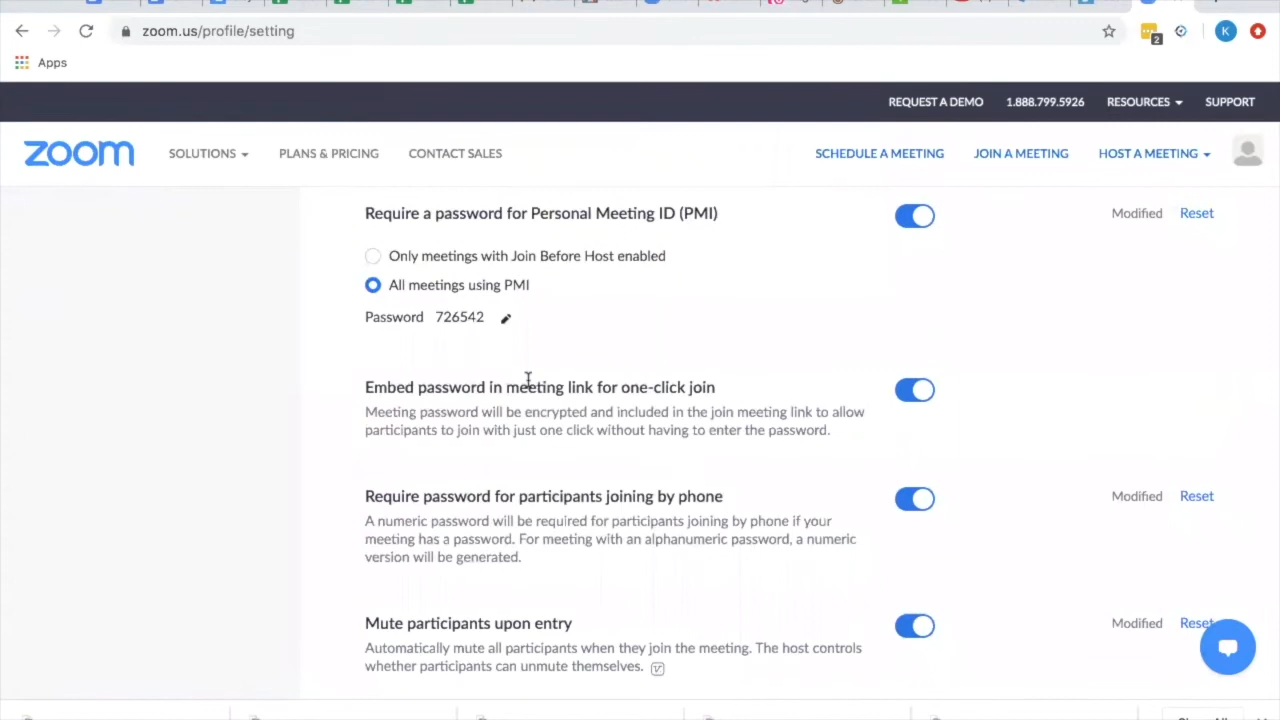 zoom.us/profile/setting
2
K
Apps
REQUEST A DEMO 1.888.799.5926 RESOURCES SUPPORT
zoom SOLUTIONS PLANS & PRICING CONTACT SALES SCHEDULE A MEETING JOIN A MEETING HOST A MEETING
Require a password for Personal Meeting ID (PMI) Modified Reset
Only meetings with Join Before Host enabled
All meetings using PMI
Password 726542
Embed password in meeting link for one-click join
Meeting password will be encrypted and included in the join meeting link to allow
participants to join with just one click without having to enter the password.
Require password for participants joining by phone Modified Reset
A numeric password will be required for participants joining by phone if your
meeting has a password. For meeting with an alphanumeric password, a numeric
version will be generated.
Mute participants upon entry Modified Reset
Automatically mute all participants when they join the meeting. The host controls
whether participants can unmute themselves.